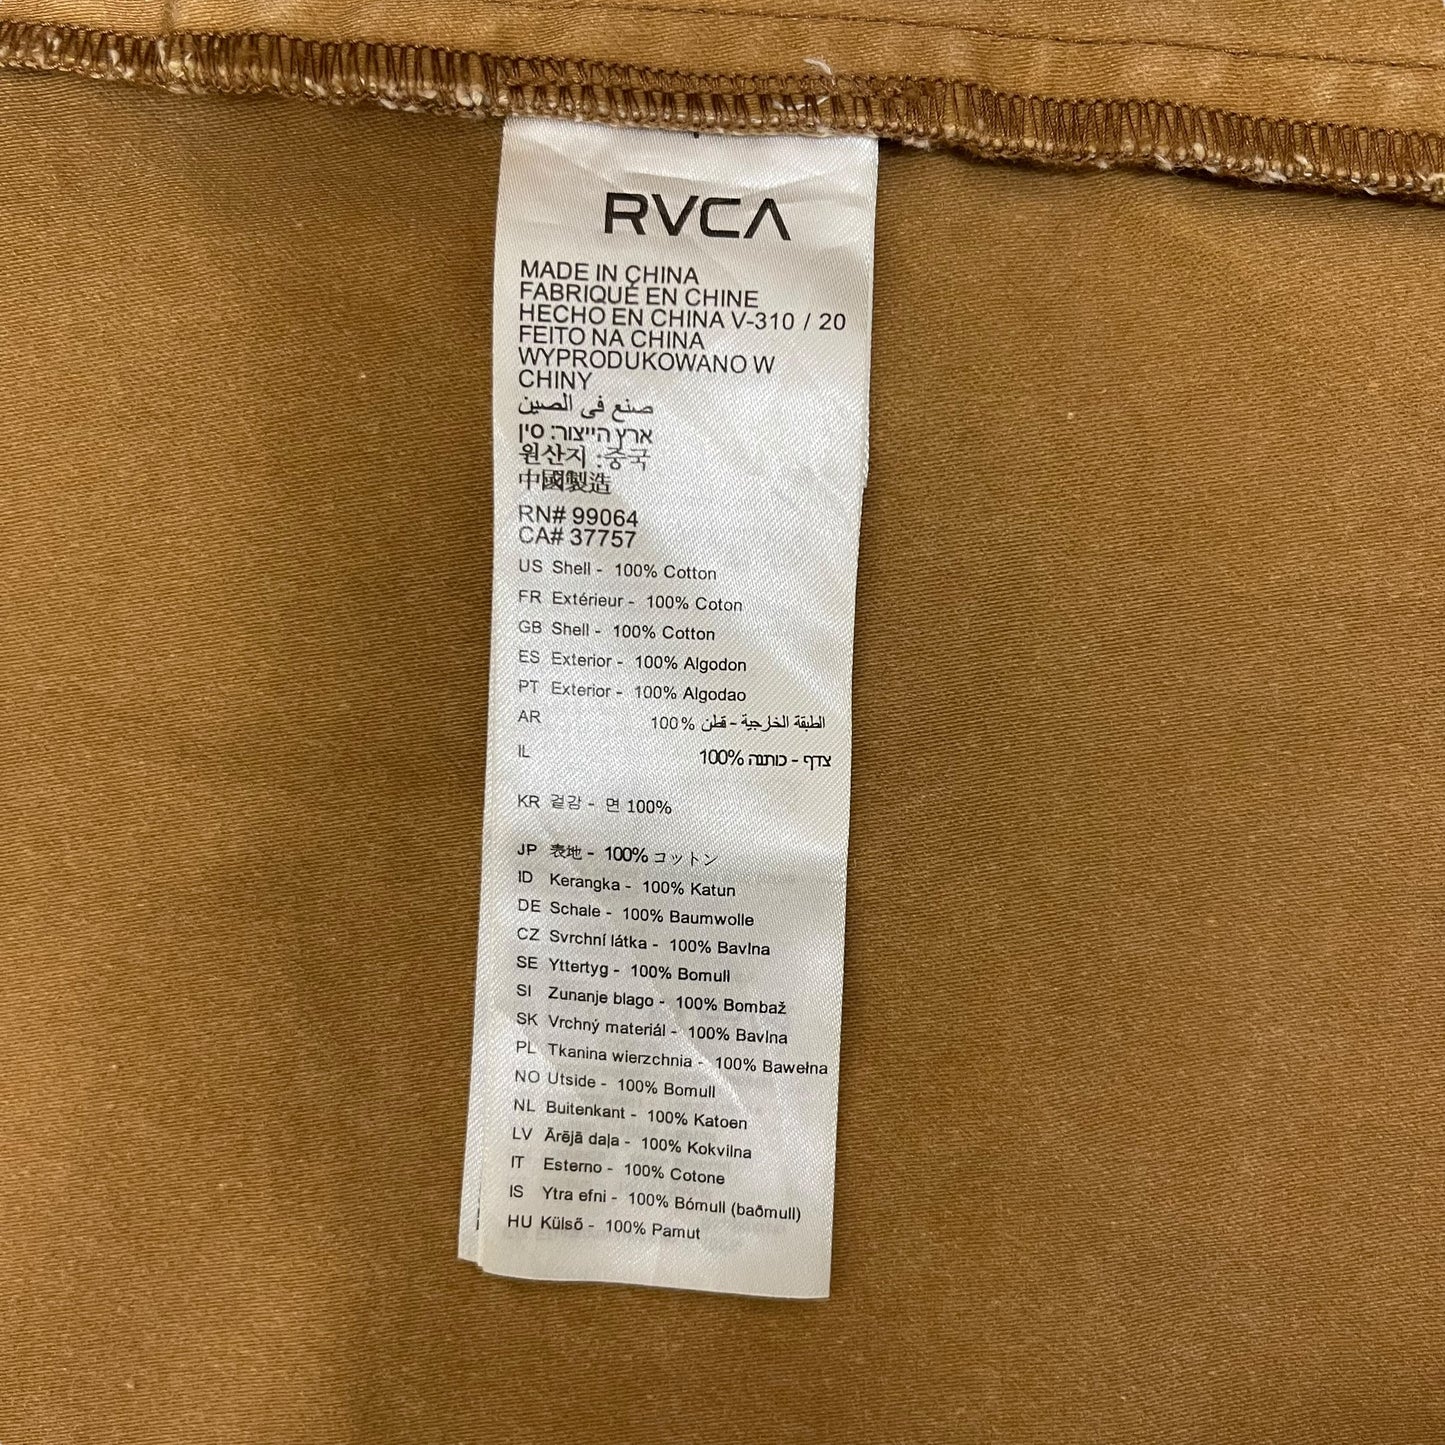 RVCA
MADE IN CHINA
FABRIQUÉ EN CHINE
HECHO EN CHINA V-310 / 20
FEITO NA CHINA
WYPRODUKOWANO W
CHINY
صنع في الصين
ארץ הייצור: סין
원산지 :중국
中國製造
RN# 99064
CA# 37757
US Shell - 100% Cotton
FR Extérieur - 100% Coton
GB Shell - 100% Cotton
ES Exterior - 100% Algodon
PT Exterior - 100% Algodao
AR الطبقة الخارجية - قطن 100%
IL צדף - כותנה 100%
KR 겉감 - 면 100%
JP 表地 - 100% コットン
ID Kerangka - 100% Katun
DE Schale - 100% Baumwolle
CZ Svrchní látka - 100% Bavlna
SE Yttertyg - 100% Bomull
SI Zunanje blago - 100% Bombaž
SK Vrchný materiál - 100% Bavlna
PL Tkanina wierzchnia - 100% Bawełna
NO Utside - 100% Bomull
NL Buitenkant - 100% Katoen
LV Ārējā daļa - 100% Kokvilna
IT Esterno - 100% Cotone
IS Ytra efni - 100% Bómull (baðmull)
HU Külső - 100% Pamut